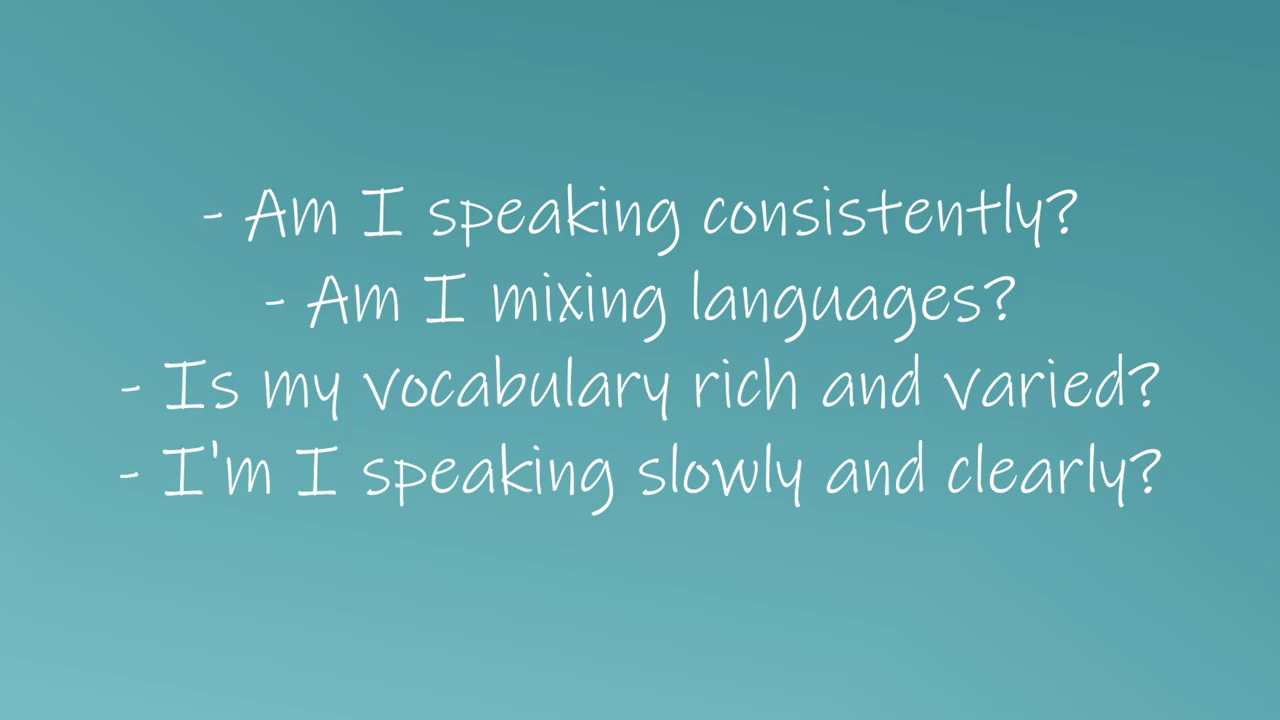 - Am I speaking consistently?
- Am I mixing languages?
- Is my vocabulary rich and varied?
- I'm I speaking slowly and clearly?